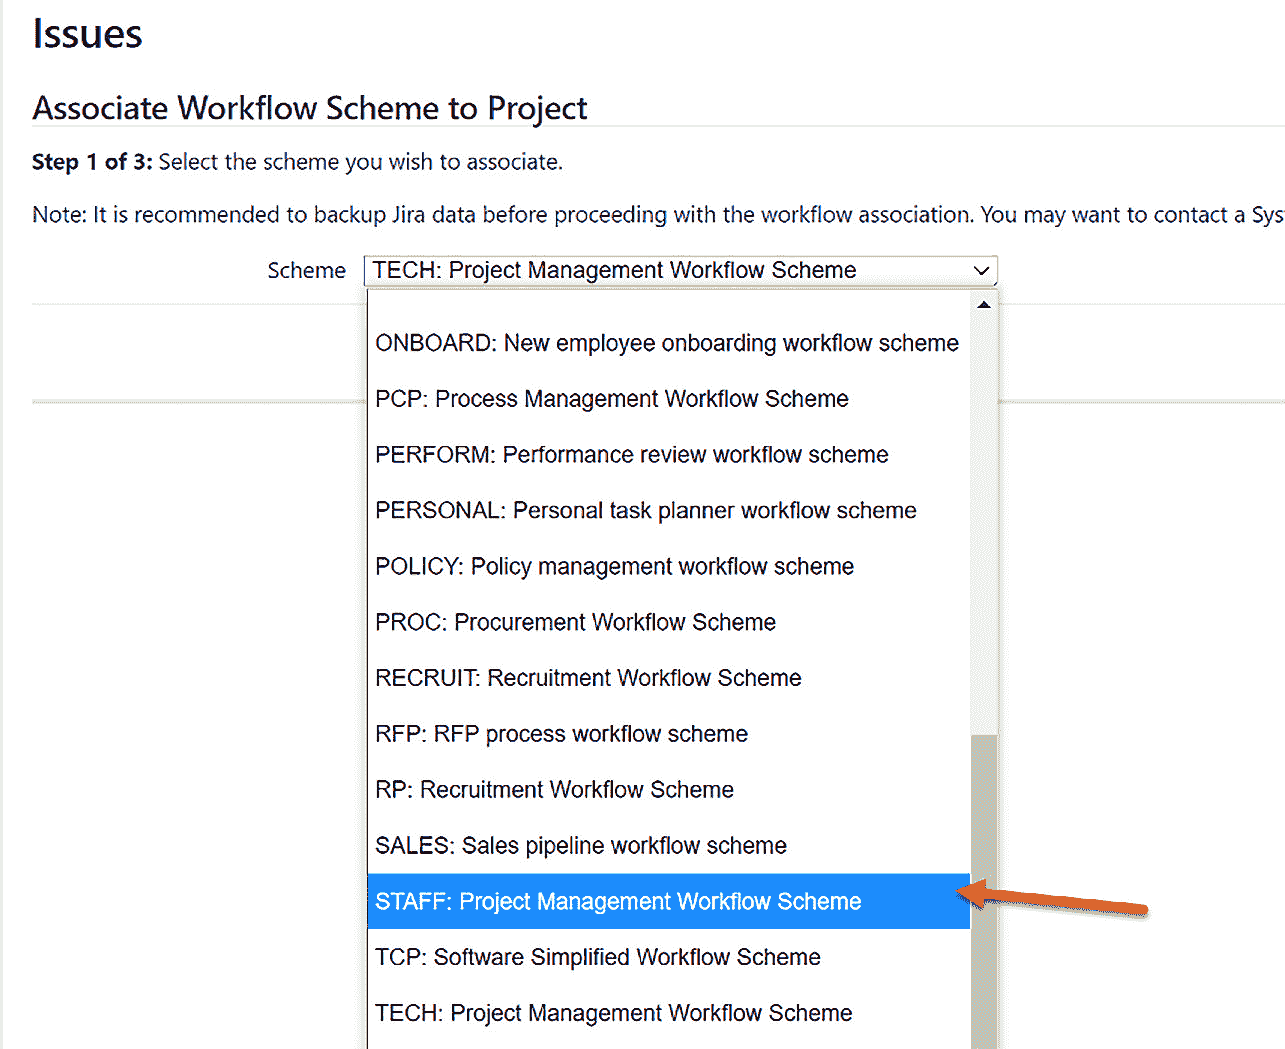 Issues
Associate Workflow Scheme to Project
Step 1 of 3: Select the scheme you wish to associate.
Note: It is recommended to backup Jira data before proceeding with the workflow association. You may want to contact a Sys
Scheme TECH: Project Management Workflow Scheme
ONBOARD: New employee onboarding workflow scheme
PCP: Process Management Workflow Scheme
PERFORM: Performance review workflow scheme
PERSONAL: Personal task planner workflow scheme
POLICY: Policy management workflow scheme
PROC: Procurement Workflow Scheme
RECRUIT: Recruitment Workflow Scheme
RFP: RFP process workflow scheme
RP: Recruitment Workflow Scheme
SALES: Sales pipeline workflow scheme
STAFF: Project Management Workflow Scheme
TCP: Software Simplified Workflow Scheme
TECH: Project Management Workflow Scheme